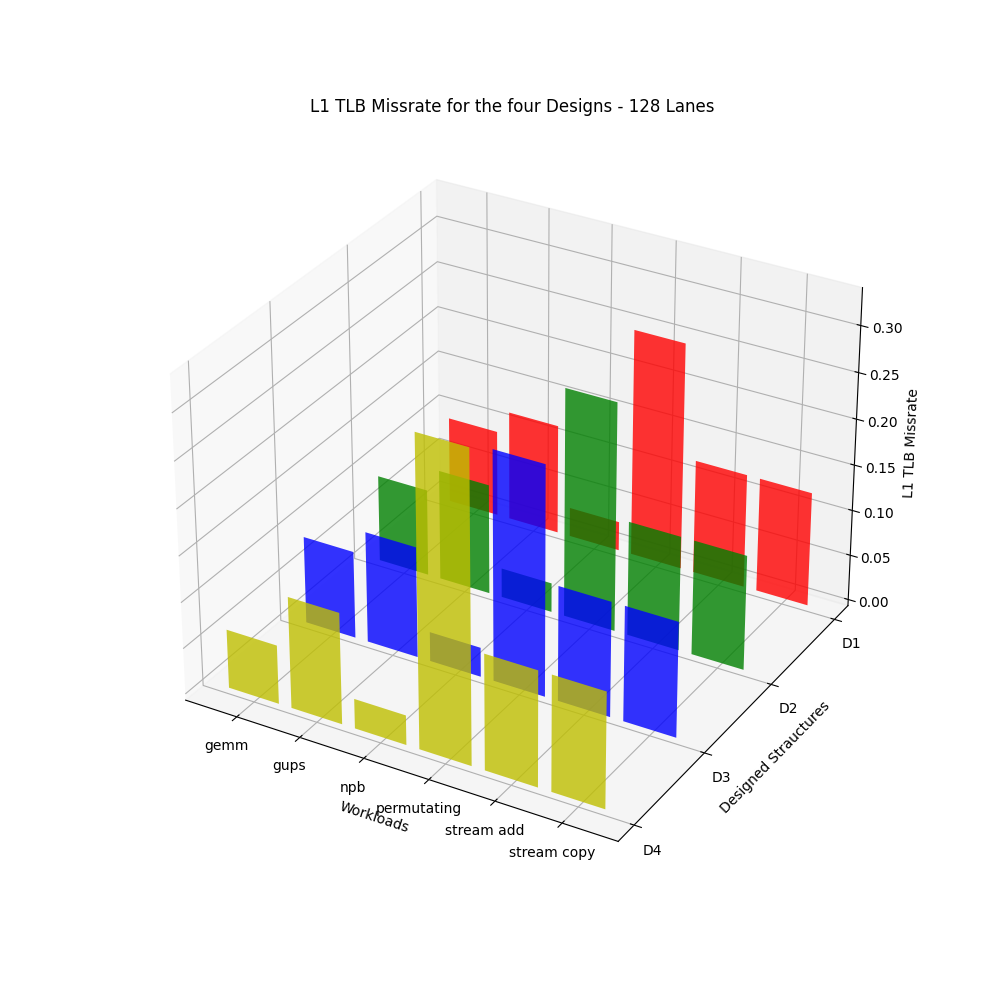 L1 TLB Missrate for the four Designs - 128 Lanes
0.30
0.25
0.20
0.15
0.10
0.05
0.00
L1 TLB Missrate
D1
D2
D3
D4
Designed Strauctures
gemm
gups
npb
permutating
stream add
stream copy
Workloads